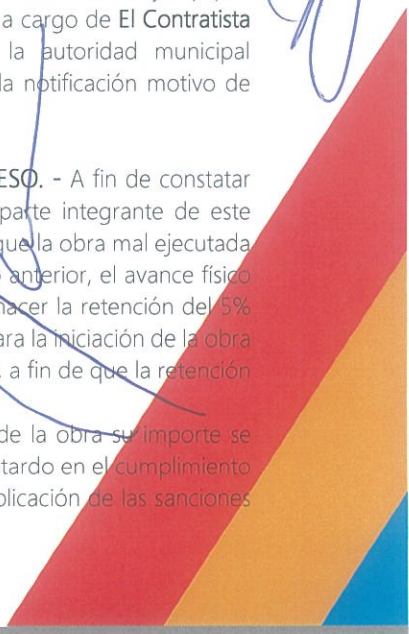 a cargo de El Contratista
la autoridad municipal
la notificación motivo de
ESO. - A fin de constatar
parte integrante de este
que la obra mal ejecutada
anterior, el avance físico
hacer la retención del 5%
ara la iniciación de la obra
a fin de que la retención
de la obra su importe se
tardo en el cumplimiento
plicación de las sanciones